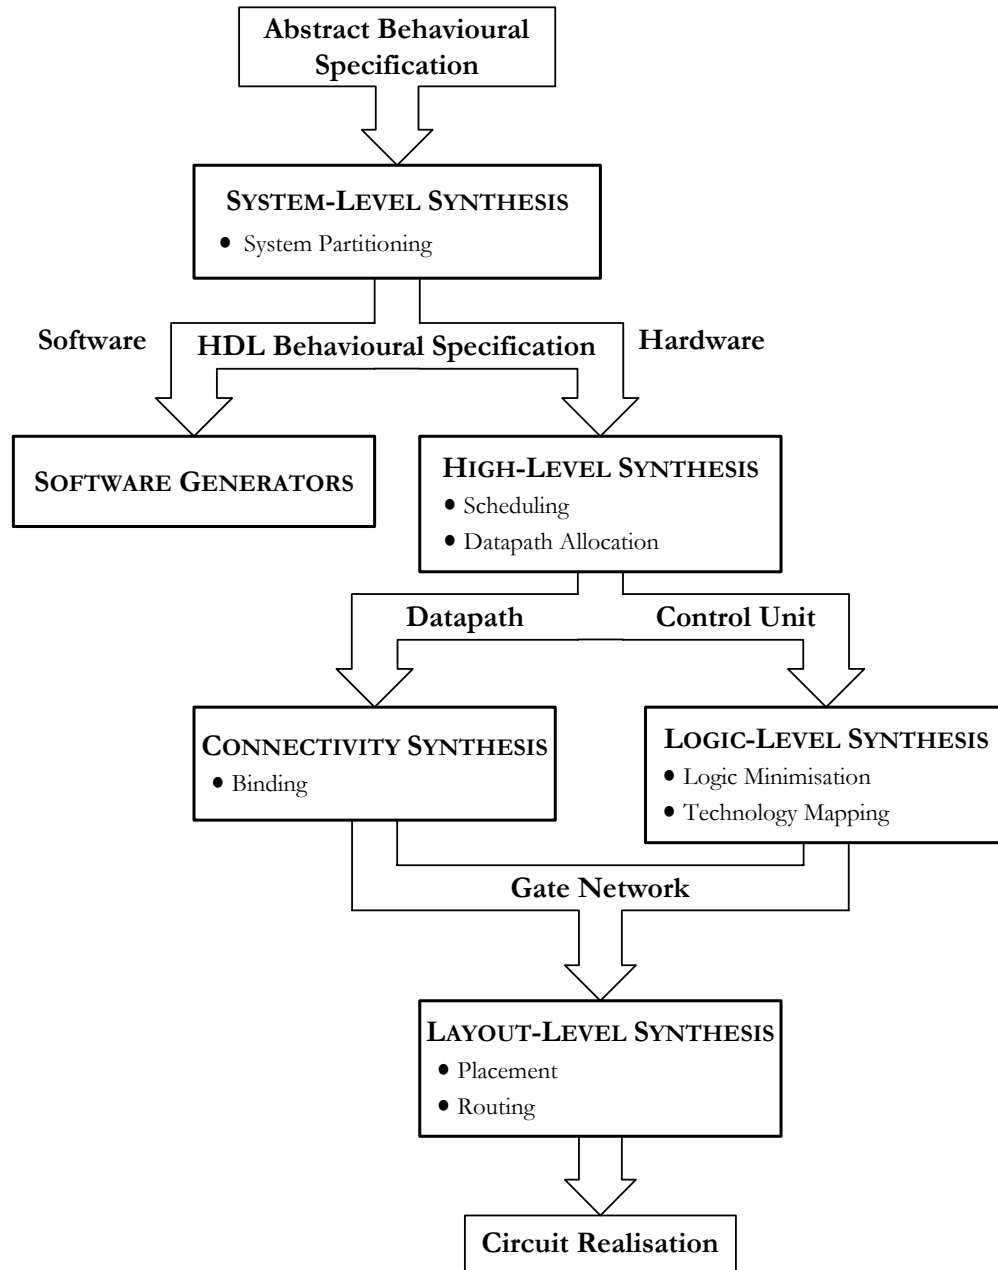 Abstract Behavioural
Specification
SYSTEM-LEVEL SYNTHESIS
• System Partitioning
Software
HDL Behavioural Specification
Hardware
SOFTWARE GENERATORS
HIGH-LEVEL SYNTHESIS
• Scheduling
• Datapath Allocation
Datapath
Control Unit
CONNECTIVITY SYNTHESIS
• Binding
LOGIC-LEVEL SYNTHESIS
• Logic Minimisation
• Technology Mapping
Gate Network
LAYOUT-LEVEL SYNTHESIS
• Placement
• Routing
Circuit Realisation